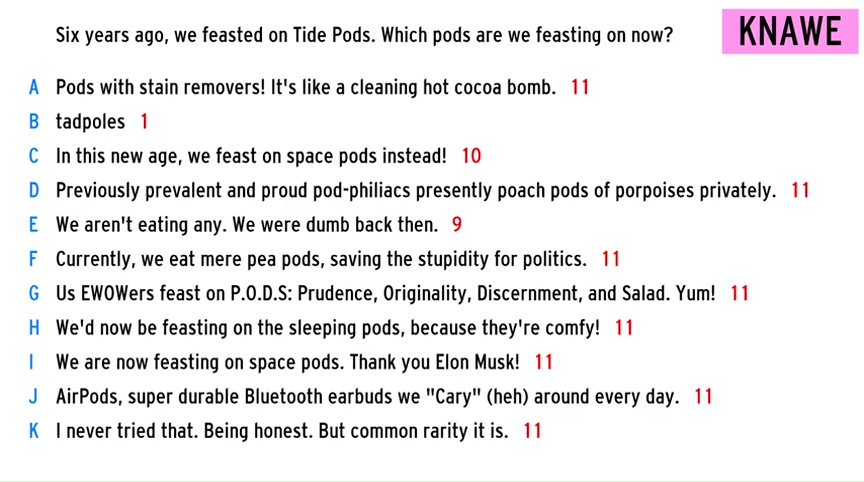 Six years ago, we feasted on Tide Pods. Which pods are we feasting on now?
KNAWE
A Pods with stain removers! It's like a cleaning hot cocoa bomb. 11
B tadpoles 1
C In this new age, we feast on space pods instead! 10
D Previously prevalent and proud pod-philiacs presently poach pods of porpoises privately. 11
E We aren't eating any. We were dumb back then. 9
F Currently, we eat mere pea pods, saving the stupidity for politics. 11
G Us EWOWers feast on P.O.D.S: Prudence, Originality, Discernment, and Salad. Yum! 11
H We'd now be feasting on the sleeping pods, because they're comfy! 11
I We are now feasting on space pods. Thank you Elon Musk! 11
J AirPods, super durable Bluetooth earbuds we "Cary" (heh) around every day. 11
K I never tried that. Being honest. But common rarity it is. 11